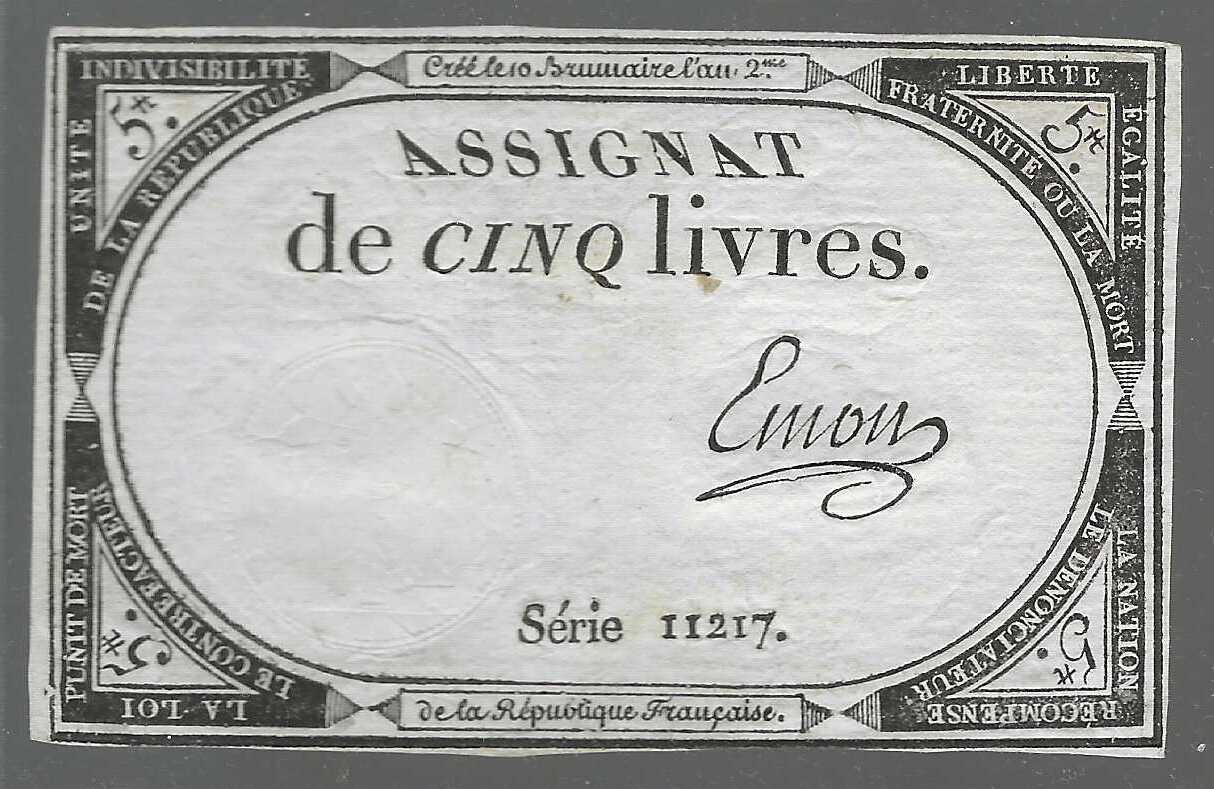 Créé le 10 Brumaire l'an 2.me
UNITE INDIVISIBILITE
DE LA REPUBLIQUE.
5₶.
LIBERTE EGALITE
FRATERNITE OU LA MORT
5₶.
ASSIGNAT
de CINQ livres.
Emon
Série 11217.
LA LOI PUNIT DE MORT
LE CONTREFACTEUR
5₶.
LA NATION RECOMPENSE
LE DENONCIATEUR
5₶.
de la République Française.